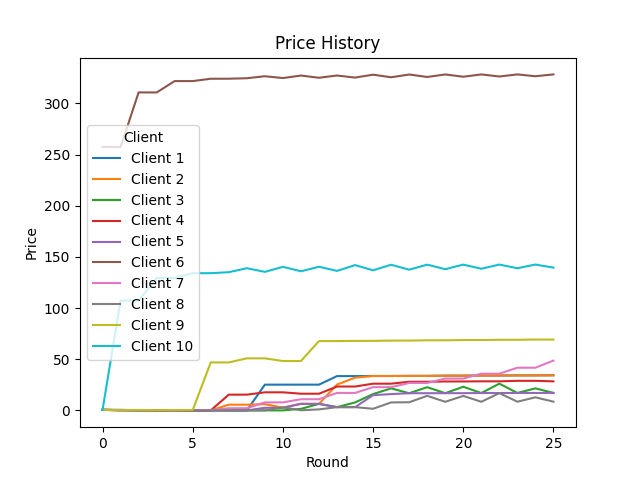 Price History
Price
300
250
200
150
100
50
0
Client
Client 1
Client 2
Client 3
Client 4
Client 5
Client 6
Client 7
Client 8
Client 9
Client 10
0 5 10 15 20 25
Round